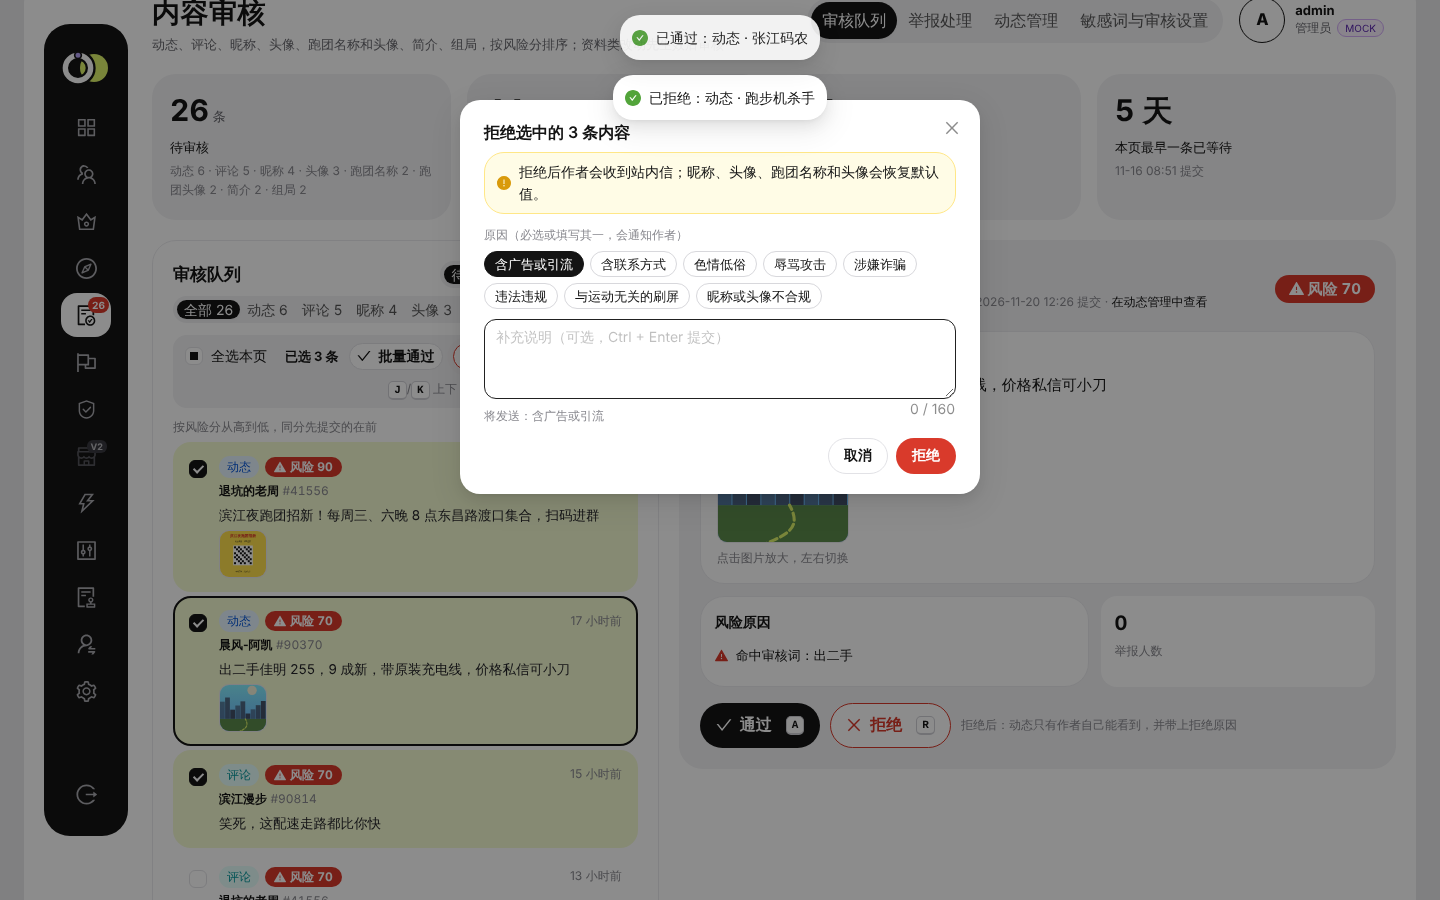 内容审核
动态、评论、昵称、头像、跑团名称和头像、简介、组局，按风险分排序；资料类
审核队列
举报处理
动态管理
敏感词与审核设置
A
admin
管理员
MOCK
已通过：动态 · 张江码农
已拒绝：动态 · 跑步机杀手
26 条
待审核
动态 6 · 评论 5 · 昵称 4 · 头像 3 · 跑团名称 2 · 跑
团头像 2 · 简介 2 · 组局 2
5 天
本页最早一条已等待
11-16 08:51 提交
26
V2
拒绝选中的 3 条内容
拒绝后作者会收到站内信；昵称、头像、跑团名称和头像会恢复默认
值。
原因（必选或填写其一，会通知作者）
含广告或引流
含联系方式
色情低俗
辱骂攻击
涉嫌诈骗
违法违规
与运动无关的刷屏
昵称或头像不合规
补充说明（可选，Ctrl + Enter 提交）
将发送：含广告或引流
0 / 160
取消
拒绝
审核队列
待
全部 26
动态 6
评论 5
昵称 4
头像 3
全选本页
已选 3 条
批量通过
J / K 上下
按风险分从高到低，同分先提交的在前
动态
风险 90
退坑的老周 #41556
滨江夜跑团招新！每周三、六晚 8 点东昌路渡口集合，扫码进群
动态
风险 70
17 小时前
晨风-阿凯 #90370
出二手佳明 255，9 成新，带原装充电线，价格私信可小刀
评论
风险 70
15 小时前
滨江漫步 #90814
笑死，这配速走路都比你快
评论
风险 70
13 小时前
退坑的老周 #41556
2026-11-20 12:26 提交 · 在动态管理中查看
风险 70
线，价格私信可小刀
点击图片放大，左右切换
风险原因
命中审核词：出二手
0
举报人数
通过 A
拒绝 R
拒绝后：动态只有作者自己能看到，并带上拒绝原因